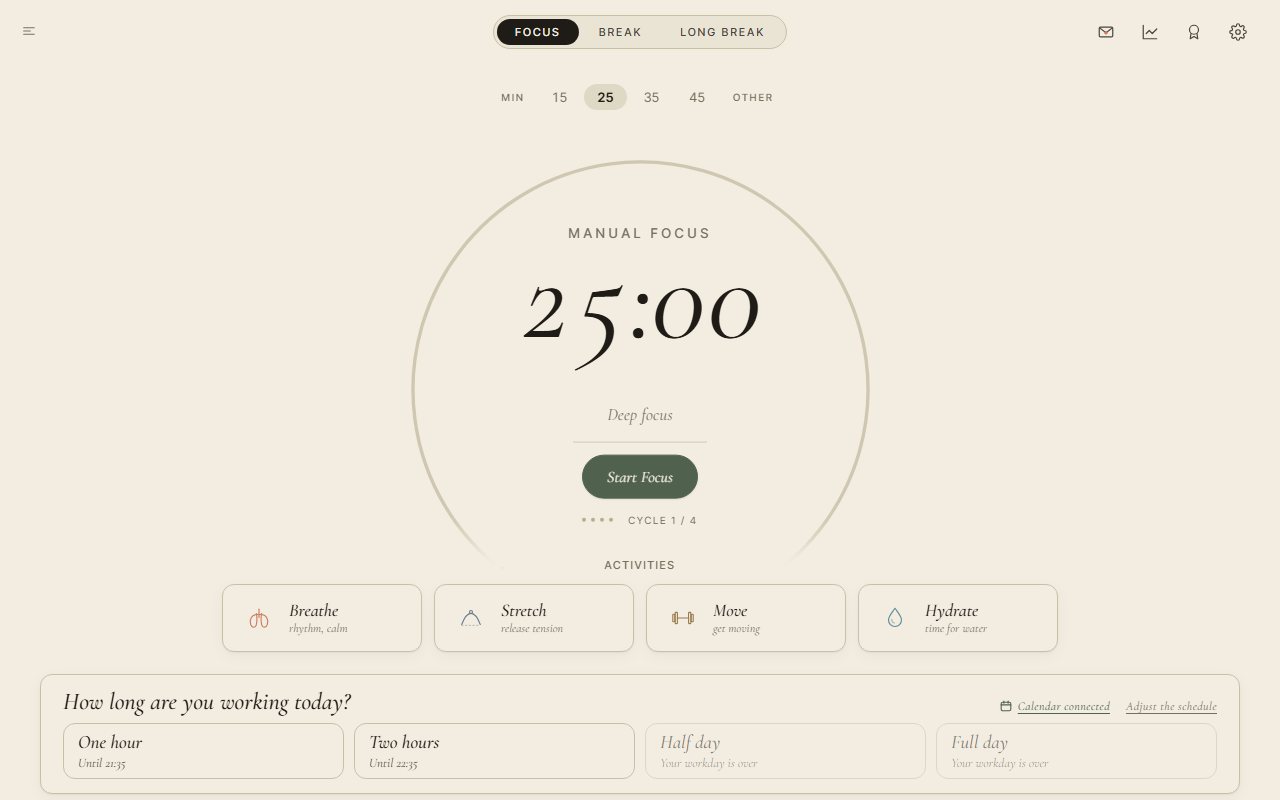 FOCUS BREAK LONG BREAK
MIN 15 25 35 45 OTHER
MANUAL FOCUS
25:00
Deep focus
Start Focus
CYCLE 1 / 4
ACTIVITIES
Breathe
rhythm, calm
Stretch
release tension
Move
get moving
Hydrate
time for water
How long are you working today?
Calendar connected Adjust the schedule
One hour
Until 21:35
Two hours
Until 22:35
Half day
Your workday is over
Full day
Your workday is over